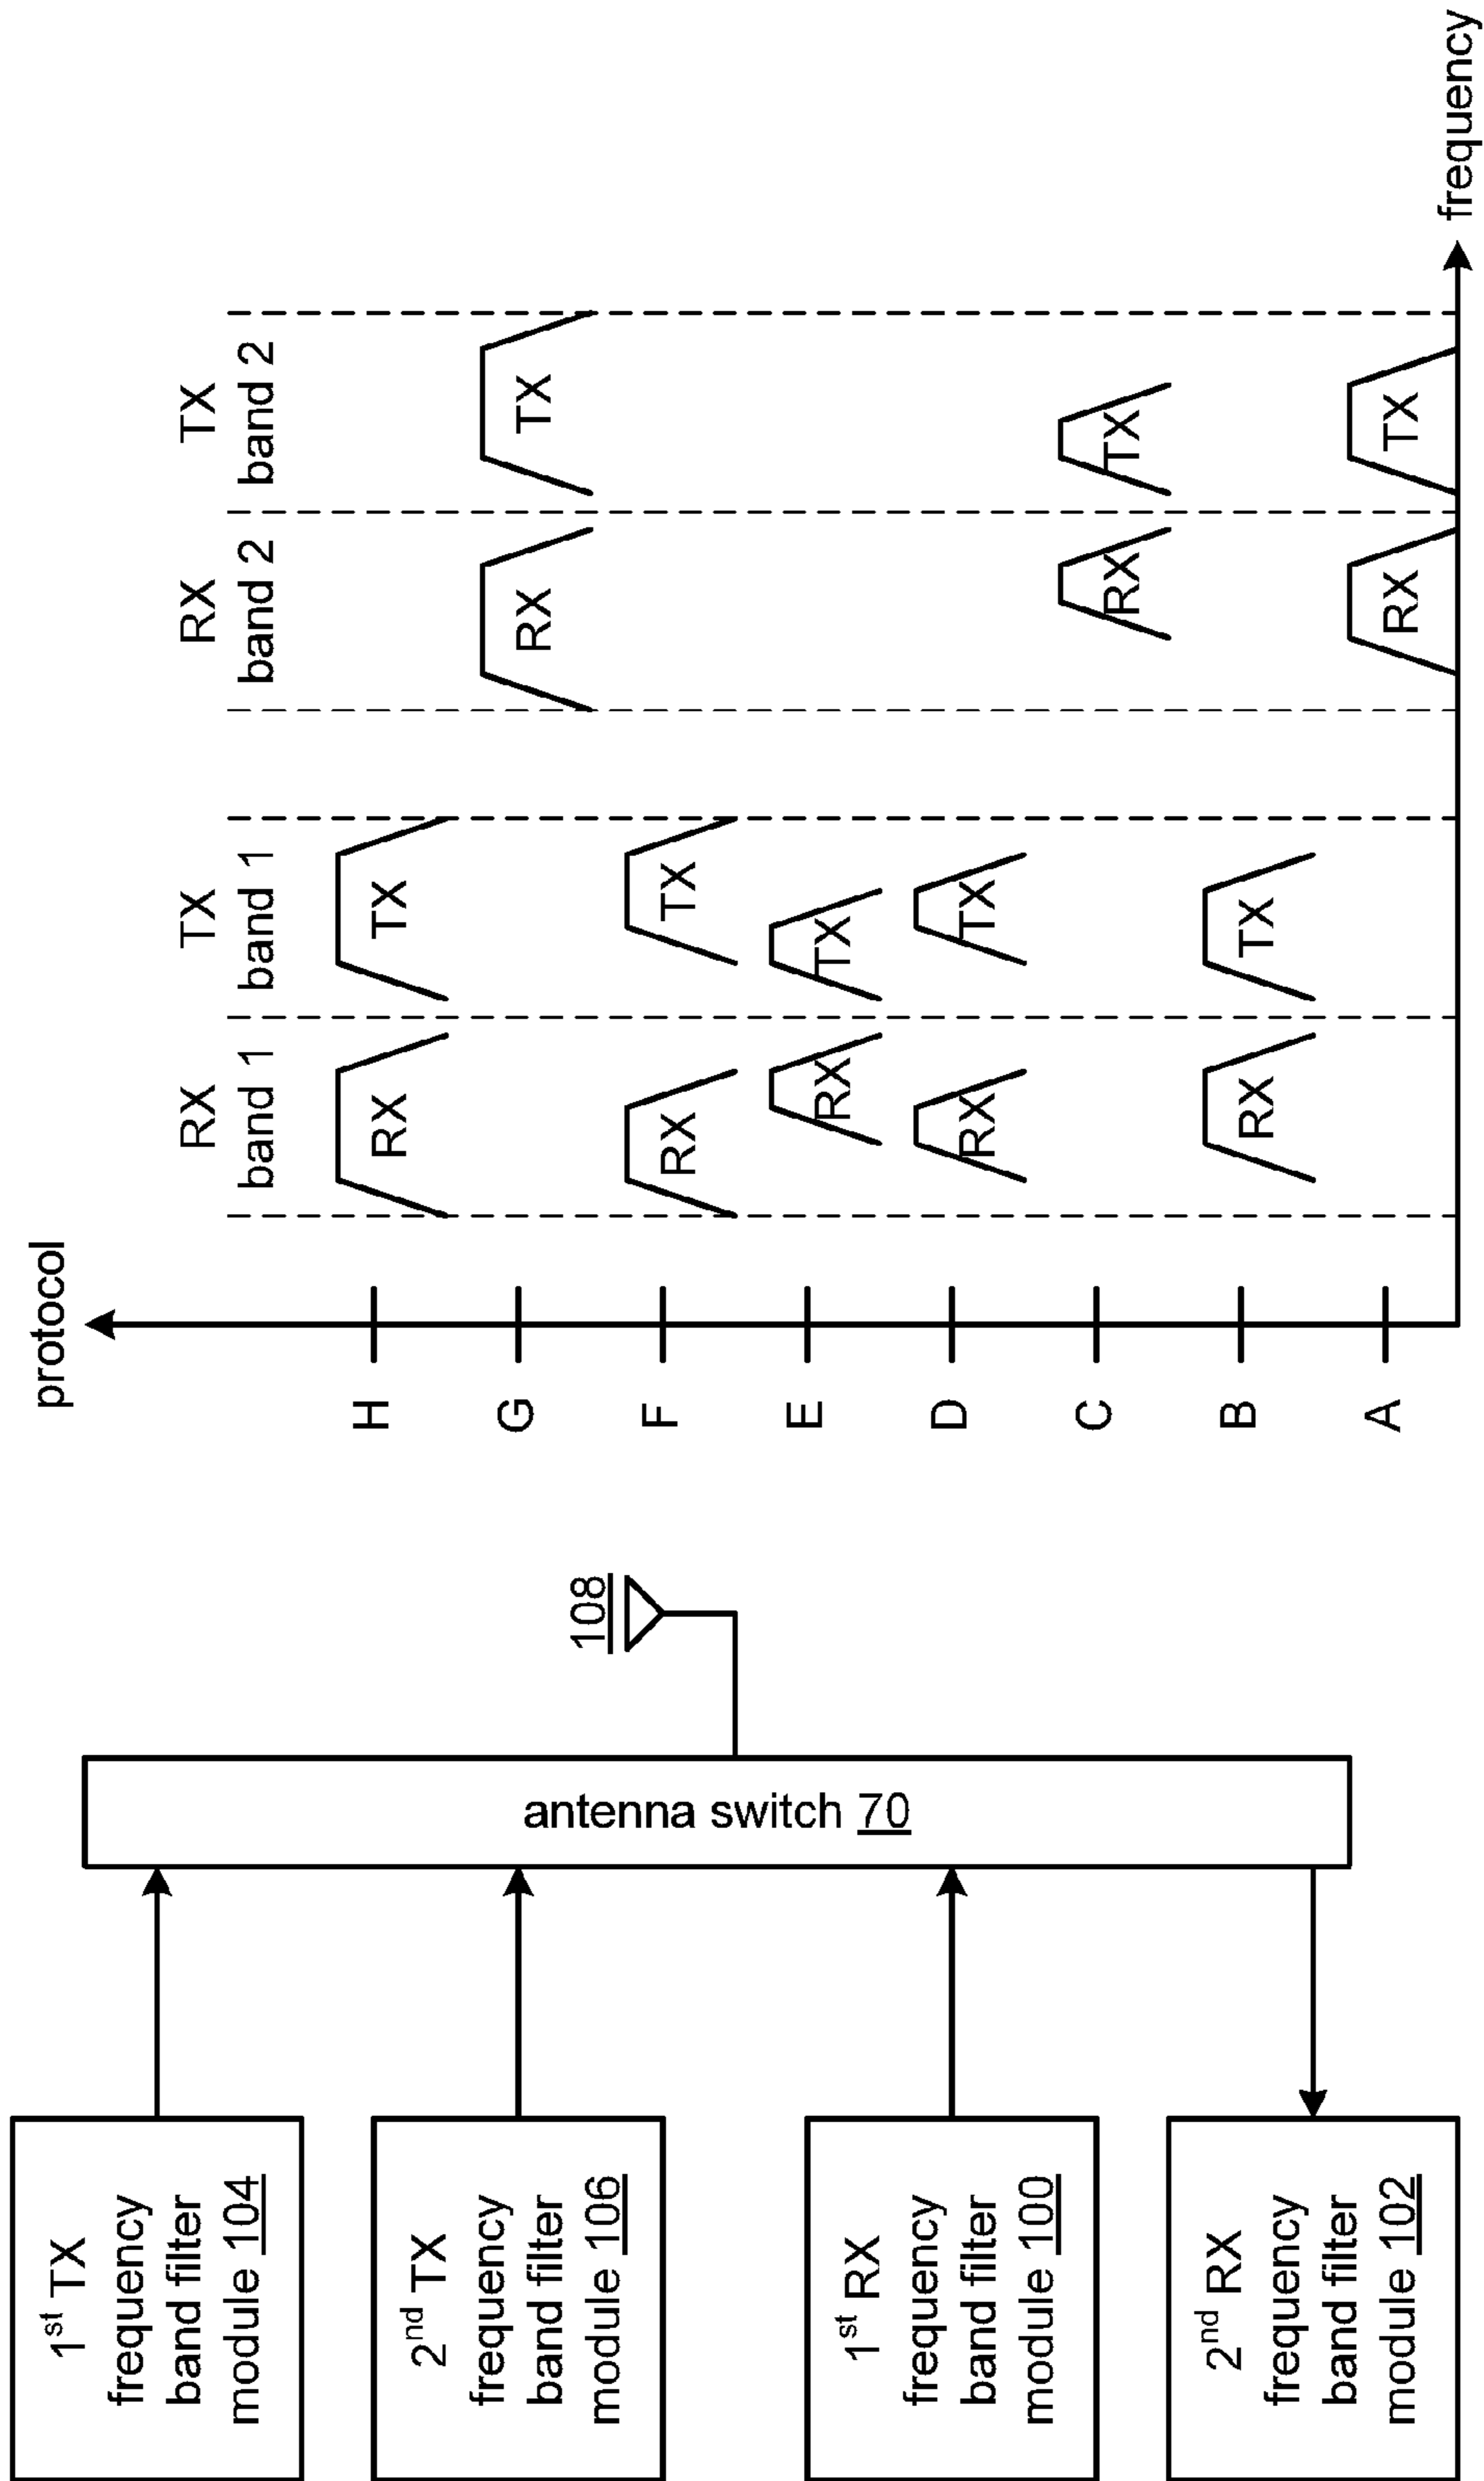 1st TX
frequency
band filter
module 104
2nd TX
frequency
band filter
module 106
1st RX
frequency
band filter
module 100
2nd RX
frequency
band filter
module 102
antenna switch 70
108
protocol
H
G
F
E
D
C
B
A
RX
band 1
TX
band 1
RX
band 2
TX
band 2
RX
TX
RX
TX
RX
TX
RX
TX
RX
TX
RX
TX
RX
TX
RX
TX
frequency